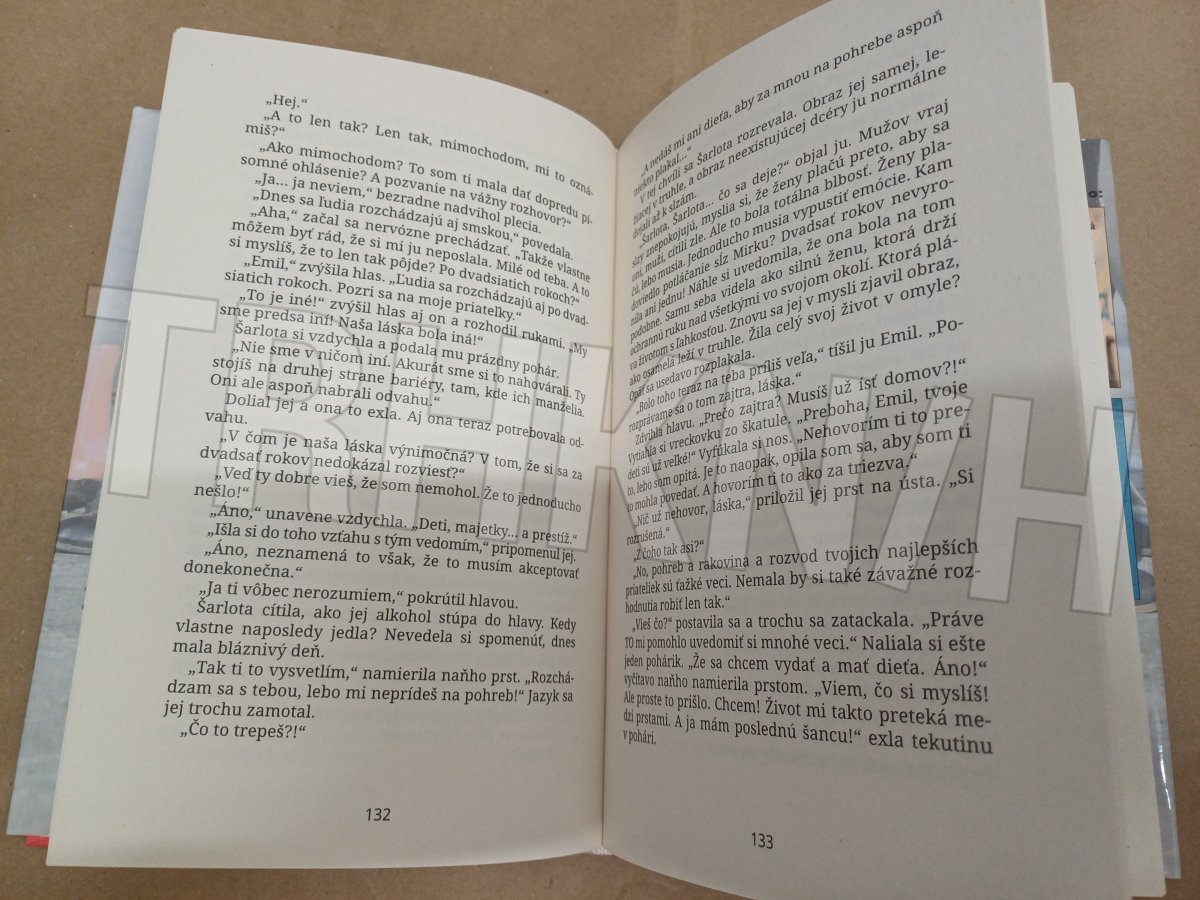 „Hej.“
„A to len tak? Len tak, mimochodom, mi to ozná-
miš?“
„Ako mimochodom? To som ti mala dať dopredu pí-
somné ohlásenie? A pozvanie na vážny rozhovor?“
„Ja... ja neviem,“ bezradne nadvihol plecia.
„Dnes sa ľudia rozchádzajú aj smskou,“ povedala.
„Aha,“ začal sa nervózne prechádzať. „Takže vlastne
môžem byť rád, že si mi ju neposlala. Milé od teba. A to
si myslíš, že to len tak pôjde? Po dvadsiatich rokoch?“
„Emil,“ zvýšila hlas. „Ľudia sa rozchádzajú aj po dvad-
siatich rokoch. Pozri sa na moje priateľky.“
„To je iné!“ zvýšil hlas aj on a rozhodil rukami. „My
sme predsa iní! Naša láska bola iná!“
Šarlota si vzdychla a podala mu prázdny pohár.
„Nie sme v ničom iní. Akurát sme si to nahovárali. Ty
stojíš na druhej strane bariéry, tam, kde ich manželia.
Oni ale aspoň nabrali odvahu.“
Dolial jej a ona to exla. Aj ona teraz potrebovala od-
vahu.
„V čom je naša láska výnimočná? V tom, že si sa za
dvadsať rokov nedokázal rozviesť?“
„Veď ty dobre vieš, že som nemohol. Že to jednoducho
nešlo!“
„Áno,“ unavene vzdychla. „Deti, majetky... a prestíž.“
„Išla si do toho vzťahu s tým vedomím,“ pripomenul jej.
„Áno, neznamená to však, že to musím akceptovať
donekonečna.“
„Ja ti vôbec nerozumiem,“ pokrútil hlavou.
Šarlota cítila, ako jej alkohol stúpa do hlavy. Kedy
vlastne naposledy jedla? Nevedela si spomenúť, dnes
mala bláznivý deň.
„Tak ti to vysvetlím,“ namierila naňho prst. „Rozchá-
dzam sa s tebou, lebo mi neprídeš na pohreb!“ Jazyk sa
jej trochu zamotal.
„Čo to trepeš?!“
132
„A nedáš mi ani dieťa, aby za mnou na pohrebe aspoň
niekto plakal...“
V tej chvíli sa Šarlota rozrevala. Obraz jej samej, le-
žiacej v truhle, a obraz neexistujúcej dcéry ju normálne
dojali až k slzám.
„Šarlota, Šarlota... čo sa deje?“ objal ju. Mužov vraj
slzy znepokojujú, myslia si, že ženy plačú preto, aby sa
oni, muži, cítili zle. Ale to bola totálna blbosť. Ženy pla-
čú, lebo musia. Jednoducho musia vypustiť emócie. Kam
doviedlo potláčanie sĺz Mirku? Dvadsať rokov nevyro-
nila ani jednu! Náhle si uvedomila, že ona bola na tom
podobne. Samu seba videla ako silnú ženu, ktorá drží
ochrannú ruku nad všetkými vo svojom okolí. Ktorá plá-
va životom s ľahkosťou. Znovu sa jej v mysli zjavil obraz,
ako osamelá leží v truhle. Žila celý svoj život v omyle?
Opäť sa usedavo rozplakala.
„Bolo toho teraz na teba príliš veľa,“ tíšil ju Emil. „Po-
rozprávame sa o tom zajtra, láska.“
Zdvihla hlavu. „Prečo zajtra? Musíš už ísť domov?!“
Vytiahla si vreckovku zo škatule. „Preboha, Emil, tvoje
deti sú už veľké!“ Vyfúkala si nos. „Nehovorím ti to pre-
to, lebo som opitá. Je to naopak, opila som sa, aby som ti
to mohla povedať. A hovorím ti to ako za triezva.“
„Nič už nehovor, láska,“ priložil jej prst na ústa. „Si
rozrušená.“
„Z čoho tak asi?“
„No, pohreb a rakovina a rozvod tvojich najlepších
priateliek sú ťažké veci. Nemala by si také závažné roz-
hodnutia robiť len tak.“
„Vieš čo?“ postavila sa a trochu sa zatackala. „Práve
TO mi pomohlo uvedomiť si mnohé veci.“ Naliala si ešte
jeden pohárik. „Že sa chcem vydať a mať dieťa. Áno!“
vyčítavo naňho namierila prstom. „Viem, čo si myslíš!
Ale proste to prišlo. Chcem! Život mi takto preteká me-
dzi prstami. A ja mám poslednú šancu!“ exla tekutinu
v pohári.
133